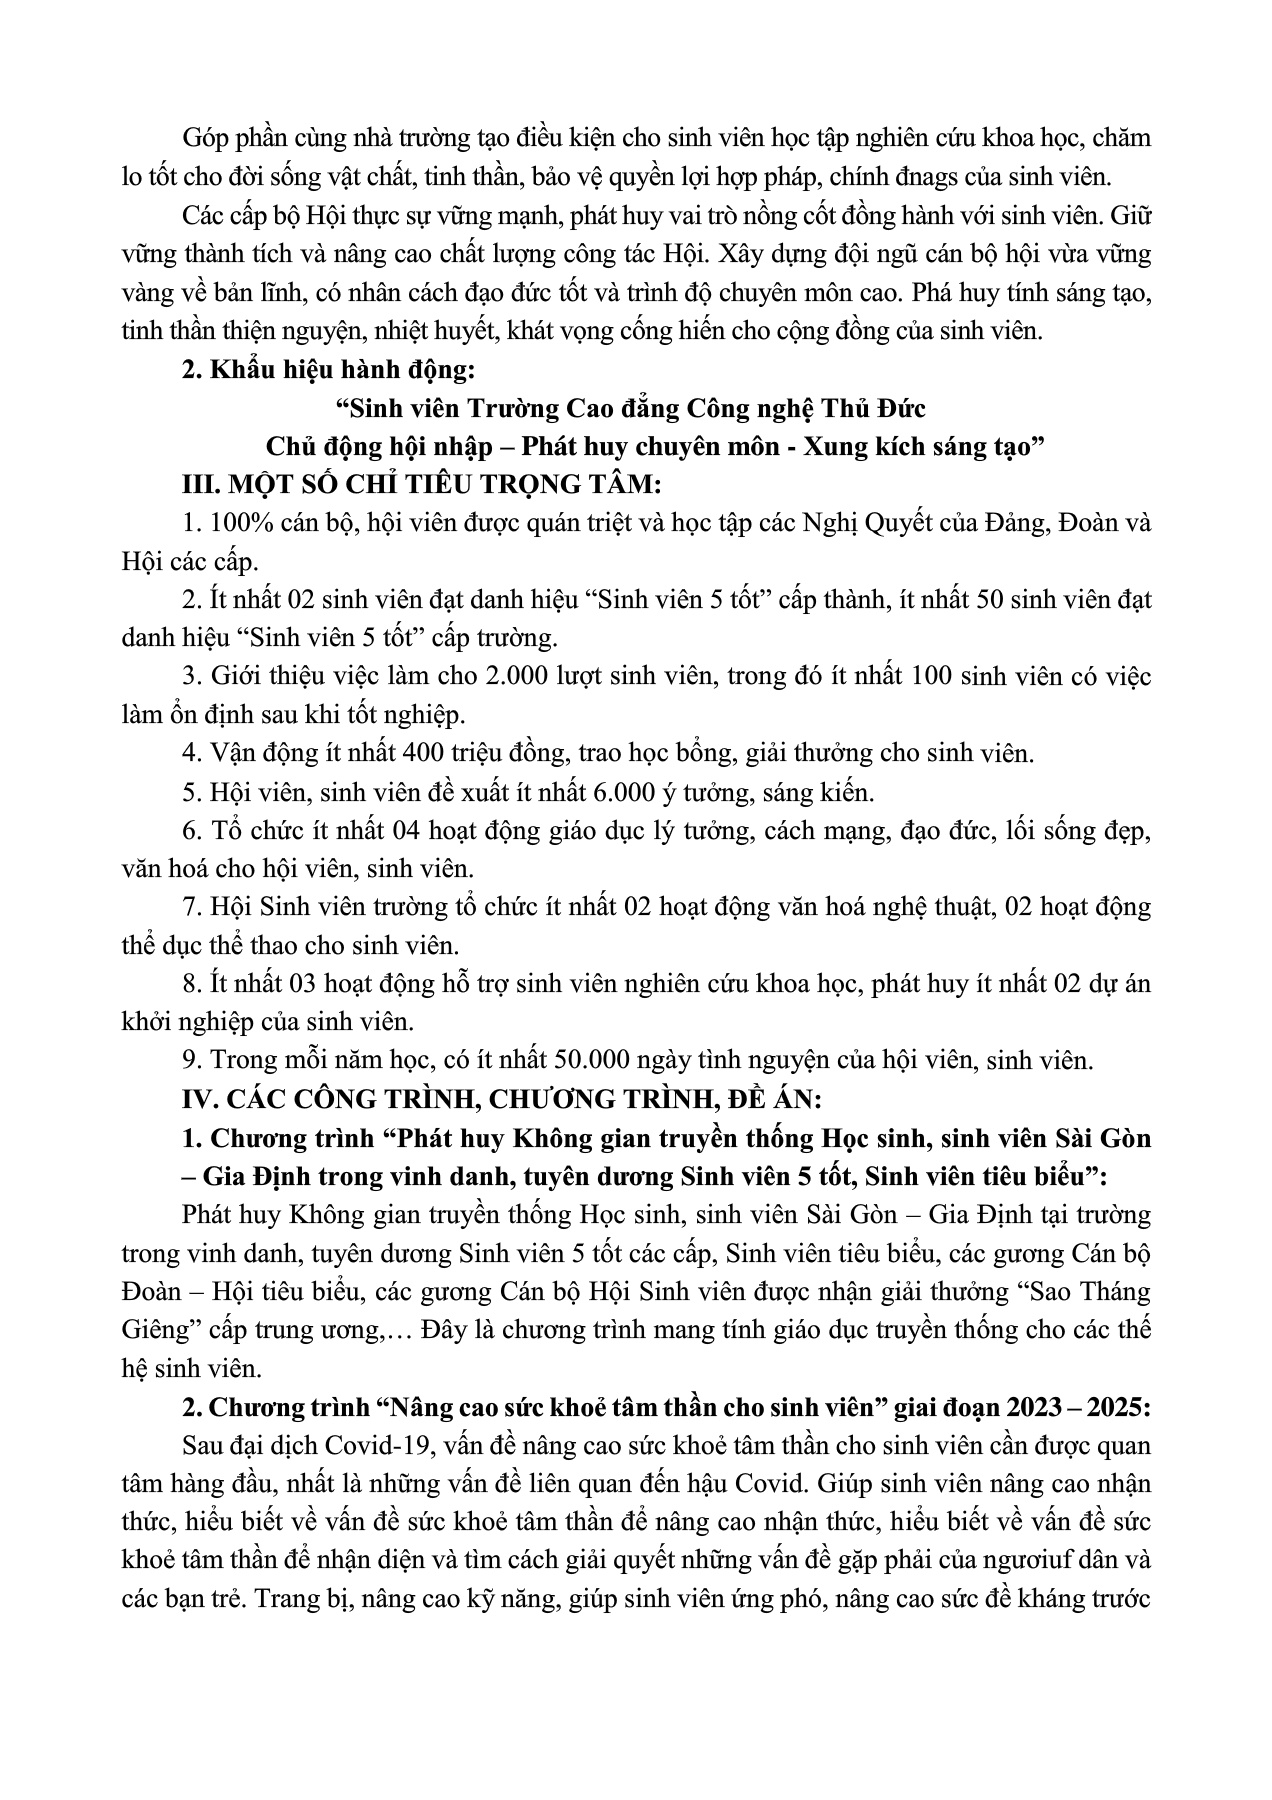 Góp phần cùng nhà trường tạo điều kiện cho sinh viên học tập nghiên cứu khoa học, chăm
lo tốt cho đời sống vật chất, tinh thần, bảo vệ quyền lợi hợp pháp, chính đnags của sinh viên.
Các cấp bộ Hội thực sự vững mạnh, phát huy vai trò nồng cốt đồng hành với sinh viên. Giữ
vững thành tích và nâng cao chất lượng công tác Hội. Xây dựng đội ngũ cán bộ hội vừa vững
vàng về bản lĩnh, có nhân cách đạo đức tốt và trình độ chuyên môn cao. Phá huy tính sáng tạo,
tinh thần thiện nguyện, nhiệt huyết, khát vọng cống hiến cho cộng đồng của sinh viên.
2. Khẩu hiệu hành động:
“Sinh viên Trường Cao đẳng Công nghệ Thủ Đức
Chủ động hội nhập – Phát huy chuyên môn - Xung kích sáng tạo”
III. MỘT SỐ CHỈ TIÊU TRỌNG TÂM:
1. 100% cán bộ, hội viên được quán triệt và học tập các Nghị Quyết của Đảng, Đoàn và
Hội các cấp.
2. Ít nhất 02 sinh viên đạt danh hiệu “Sinh viên 5 tốt” cấp thành, ít nhất 50 sinh viên đạt
danh hiệu “Sinh viên 5 tốt” cấp trường.
3. Giới thiệu việc làm cho 2.000 lượt sinh viên, trong đó ít nhất 100 sinh viên có việc
làm ổn định sau khi tốt nghiệp.
4. Vận động ít nhất 400 triệu đồng, trao học bổng, giải thưởng cho sinh viên.
5. Hội viên, sinh viên đề xuất ít nhất 6.000 ý tưởng, sáng kiến.
6. Tổ chức ít nhất 04 hoạt động giáo dục lý tưởng, cách mạng, đạo đức, lối sống đẹp,
văn hoá cho hội viên, sinh viên.
7. Hội Sinh viên trường tổ chức ít nhất 02 hoạt động văn hoá nghệ thuật, 02 hoạt động
thể dục thể thao cho sinh viên.
8. Ít nhất 03 hoạt động hỗ trợ sinh viên nghiên cứu khoa học, phát huy ít nhất 02 dự án
khởi nghiệp của sinh viên.
9. Trong mỗi năm học, có ít nhất 50.000 ngày tình nguyện của hội viên, sinh viên.
IV. CÁC CÔNG TRÌNH, CHƯƠNG TRÌNH, ĐỀ ÁN:
1. Chương trình “Phát huy Không gian truyền thống Học sinh, sinh viên Sài Gòn
– Gia Định trong vinh danh, tuyên dương Sinh viên 5 tốt, Sinh viên tiêu biểu”:
Phát huy Không gian truyền thống Học sinh, sinh viên Sài Gòn – Gia Định tại trường
trong vinh danh, tuyên dương Sinh viên 5 tốt các cấp, Sinh viên tiêu biểu, các gương Cán bộ
Đoàn – Hội tiêu biểu, các gương Cán bộ Hội Sinh viên được nhận giải thưởng “Sao Tháng
Giêng” cấp trung ương,… Đây là chương trình mang tính giáo dục truyền thống cho các thế
hệ sinh viên.
2. Chương trình “Nâng cao sức khoẻ tâm thần cho sinh viên” giai đoạn 2023 – 2025:
Sau đại dịch Covid-19, vấn đề nâng cao sức khoẻ tâm thần cho sinh viên cần được quan
tâm hàng đầu, nhất là những vấn đề liên quan đến hậu Covid. Giúp sinh viên nâng cao nhận
thức, hiểu biết về vấn đề sức khoẻ tâm thần để nâng cao nhận thức, hiểu biết về vấn đề sức
khoẻ tâm thần để nhận diện và tìm cách giải quyết những vấn đề gặp phải của ngươiuf dân và
các bạn trẻ. Trang bị, nâng cao kỹ năng, giúp sinh viên ứng phó, nâng cao sức đề kháng trước